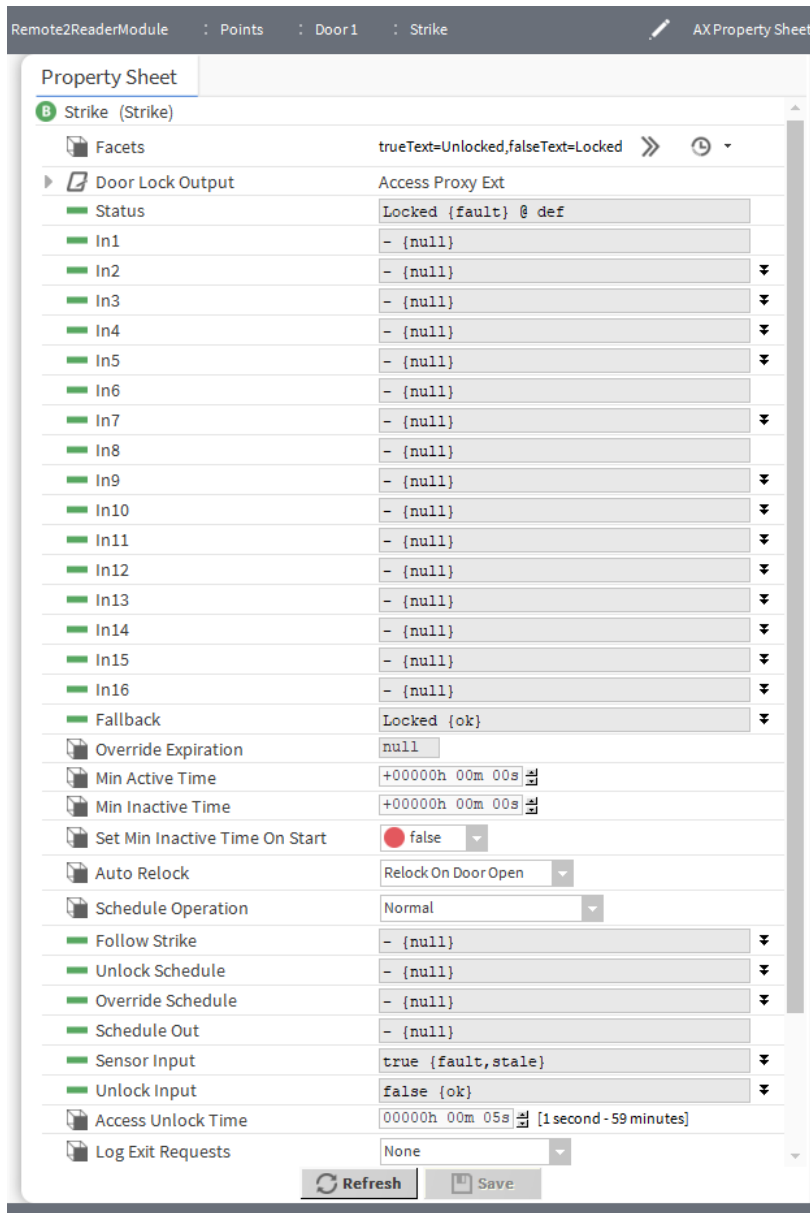 Remote2ReaderModule : Points : Door1 : Strike AX Property Sheet
Property Sheet
B Strike (Strike)
Facets trueText=Unlocked,falseText=Locked
Door Lock Output Access Proxy Ext
Status Locked {fault} @ def
In1 - {null}
In2 - {null}
In3 - {null}
In4 - {null}
In5 - {null}
In6 - {null}
In7 - {null}
In8 - {null}
In9 - {null}
In10 - {null}
In11 - {null}
In12 - {null}
In13 - {null}
In14 - {null}
In15 - {null}
In16 - {null}
Fallback Locked {ok}
Override Expiration null
Min Active Time +00000h 00m 00s
Min Inactive Time +00000h 00m 00s
Set Min Inactive Time On Start false
Auto Relock Relock On Door Open
Schedule Operation Normal
Follow Strike - {null}
Unlock Schedule - {null}
Override Schedule - {null}
Schedule Out - {null}
Sensor Input true {fault,stale}
Unlock Input false {ok}
Access Unlock Time 00000h 00m 05s [1 second - 59 minutes]
Log Exit Requests None
Refresh Save